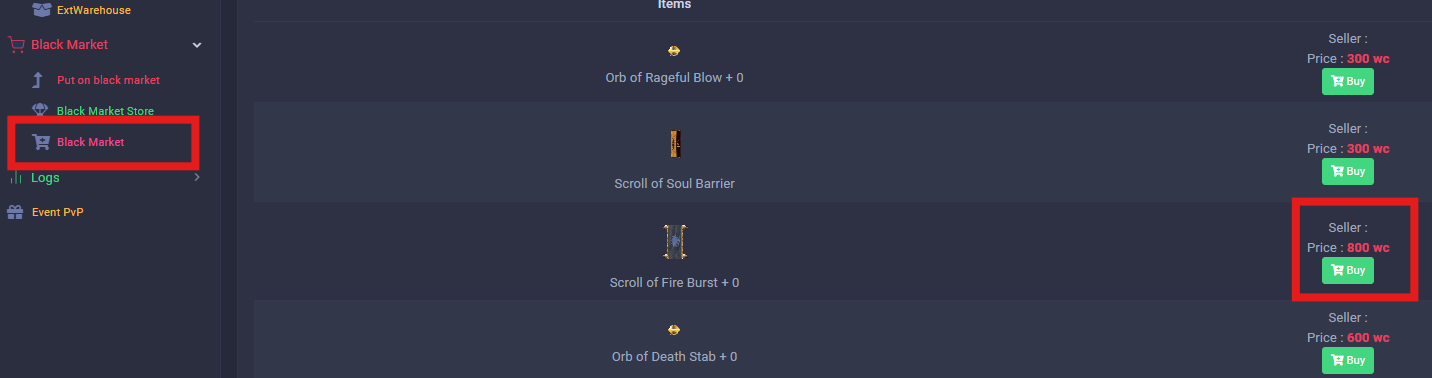 ExtWarehouse
Black Market
Put on black market
Black Market Store
Black Market
Logs
Event PvP
Items
Orb of Rageful Blow + 0
Seller :
Price : 300 wc
Buy
Scroll of Soul Barrier
Seller :
Price : 300 wc
Buy
Scroll of Fire Burst + 0
Seller :
Price : 800 wc
Buy
Orb of Death Stab + 0
Seller :
Price : 600 wc
Buy